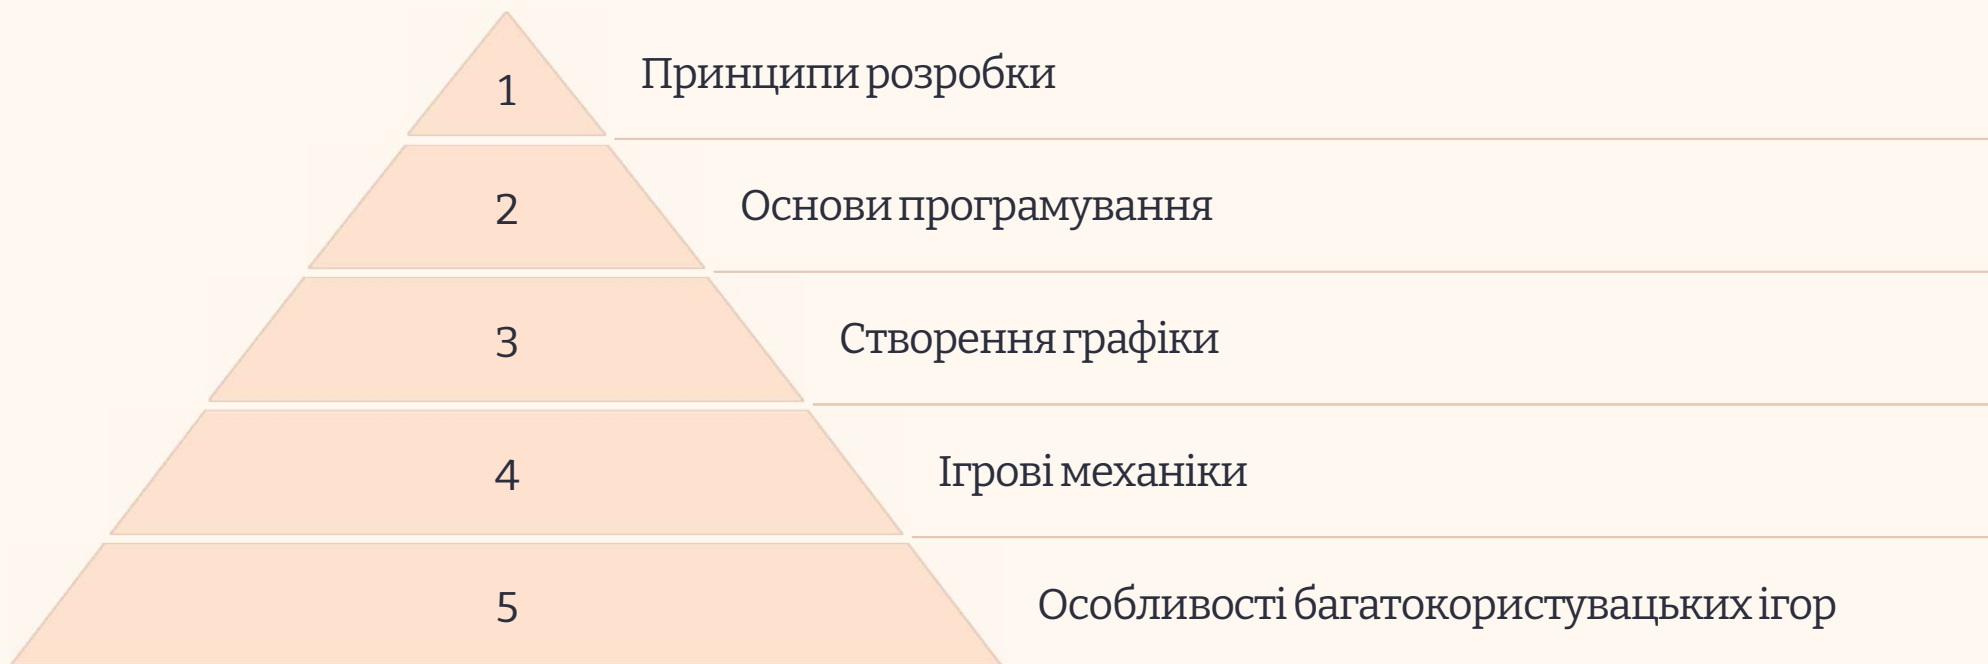 1
Принципи розробки
2
Основи програмування
3
Створення графіки
4
Ігрові механіки
5
Особливості багатокористувацьких ігор